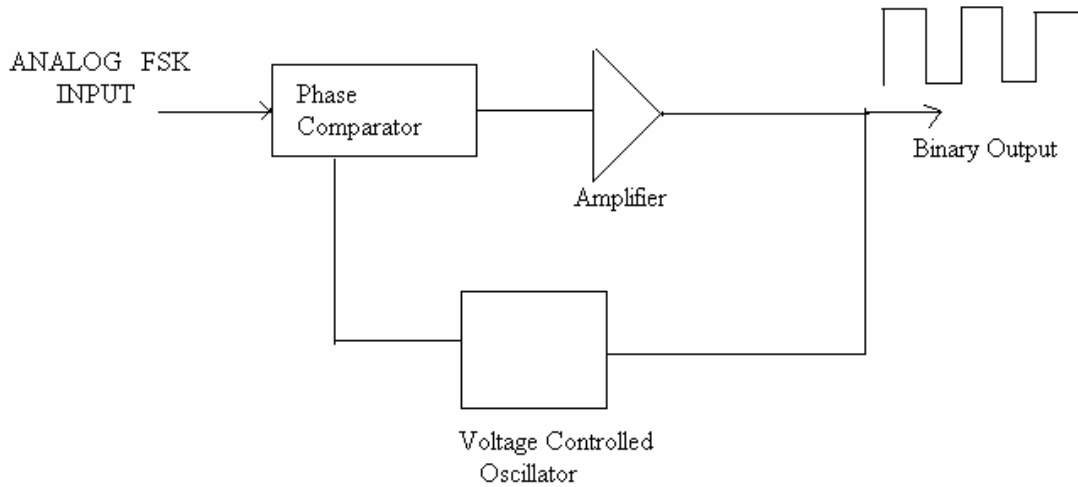 ANALOG FSK
INPUT
Phase
Comparator
Amplifier
Binary Output
Voltage Controlled
Oscillator